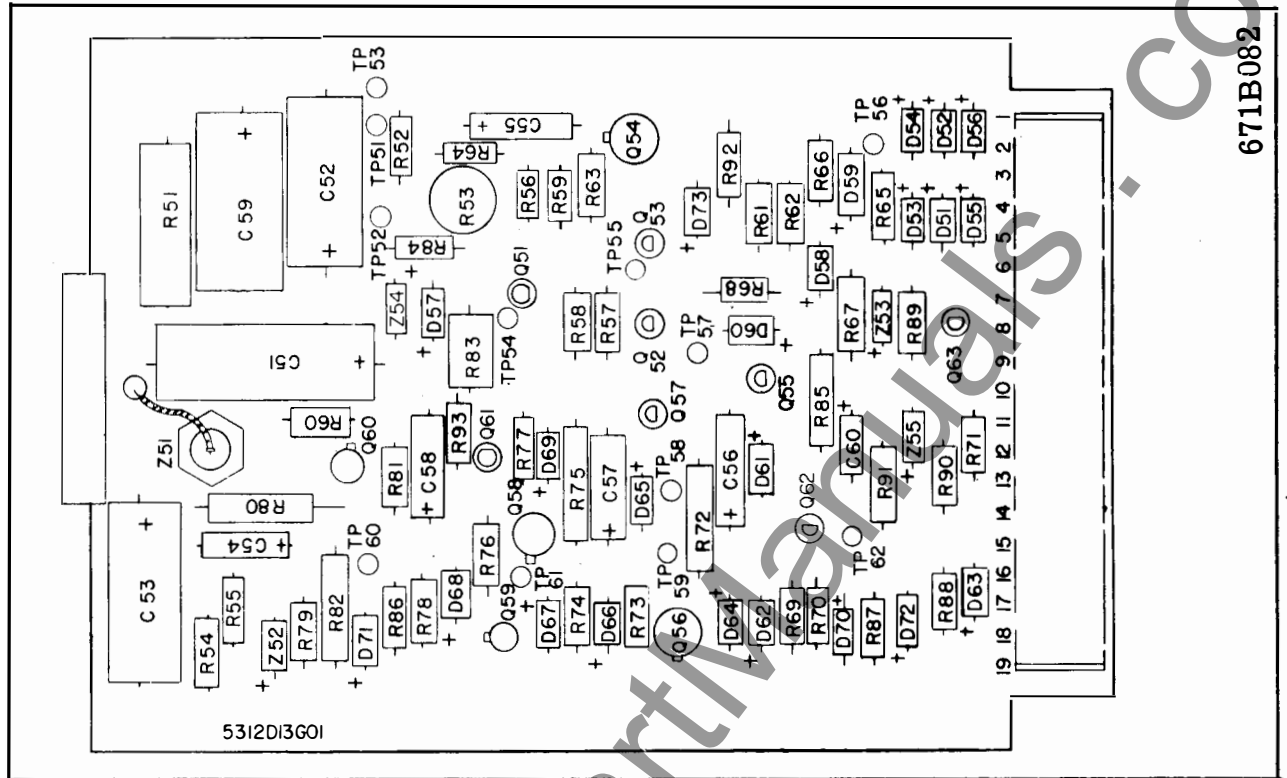 671B082
TP 53
R51
C59
+
C52
+
TP51
R52
TP52
R84
+
R64
R53
+ C55
R56
R59
R63
Q54
Q 53
TP55
D73
+
R92
R61
R62
R66
D59
+
R65
TP 56
D54
+
D52
+
D56
+
D53
+
D51
+
D55
+
1
2
3
4
5
6
7
8
9
10
11
12
13
14
15
16
17
18
19
C51
+
Z51
R60
Q60
Z54
D57
+
R83
TP54
Q51
R58
R57
Q 52
TP 57
R68
D60
+
D58
+
R67
Z53
+
R89
Q63
Q55
Q57
R85
R81
C58
+
R93
Q61
R77
D69
+
R75
C57
+
D65
+
TP 58
R72
C56
+
D61
+
Q62
C60
+
R91
Z55
+
R90
R71
C53
+
R80
C54
+
TP 60
R54
R55
Z52
+
R79
R82
D71
+
R86
R78
D68
+
R76
Q58
Q59
TP 61
D67
+
R74
D66
+
R73
TP 59
Q56
D64
+
D62
+
R69
R70
D70
+
R87
TP 62
D72
+
R88
D63
+
5312D13G01
ertManuals . co